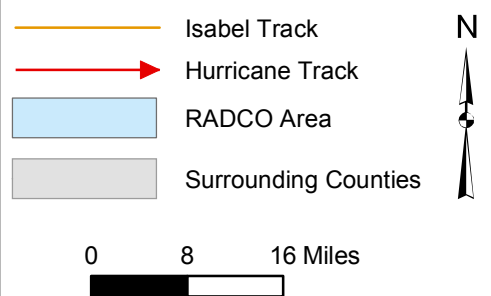 Isabel Track
N
Hurricane Track
RADCO Area
Surrounding Counties
0 8 16 Miles